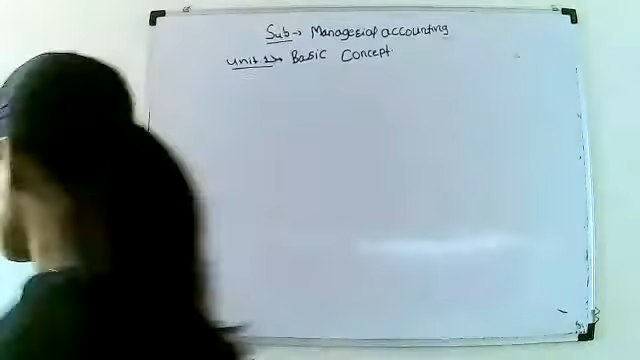 Sub → Managerial accounting
Unit 1 → Basic Concept